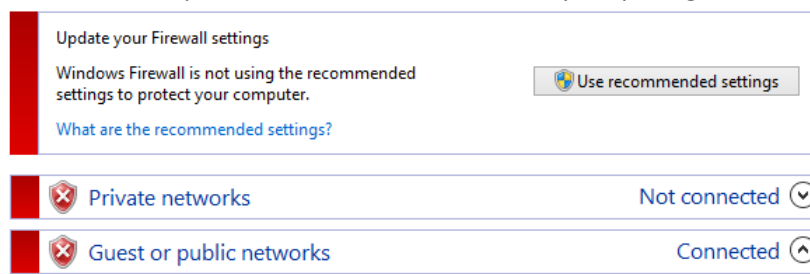 Update your Firewall settings
Windows Firewall is not using the recommended
settings to protect your computer.
Use recommended settings
What are the recommended settings?
Private networks
Not connected
Guest or public networks
Connected